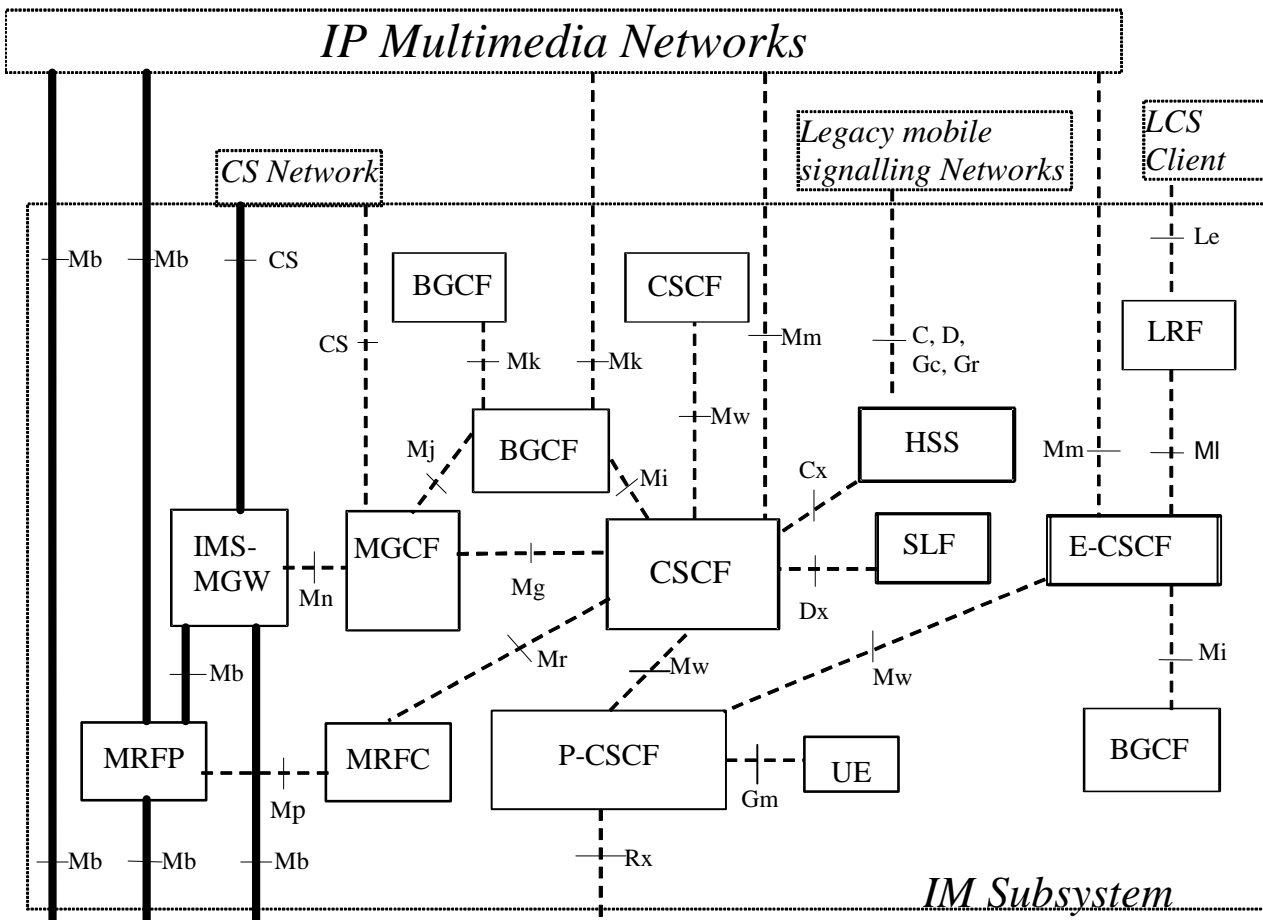 IP Multimedia Networks
Legacy mobile
signalling Networks
LCS
Client
CS Network
Mb
Mb
CS
Le
BGCF
CSCF
CS
Mk
Mk
Mm
C, D,
Gc, Gr
LRF
Mw
Mj
BGCF
Mi
Cx
HSS
Mm
Ml
IMS-
MGW
Mn
MGCF
Mg
CSCF
Dx
SLF
E-CSCF
Mb
Mr
Mw
Mw
Mi
MRFP
Mp
MRFC
P-CSCF
Gm
UE
BGCF
Mb
Mb
Mb
Rx
IM Subsystem